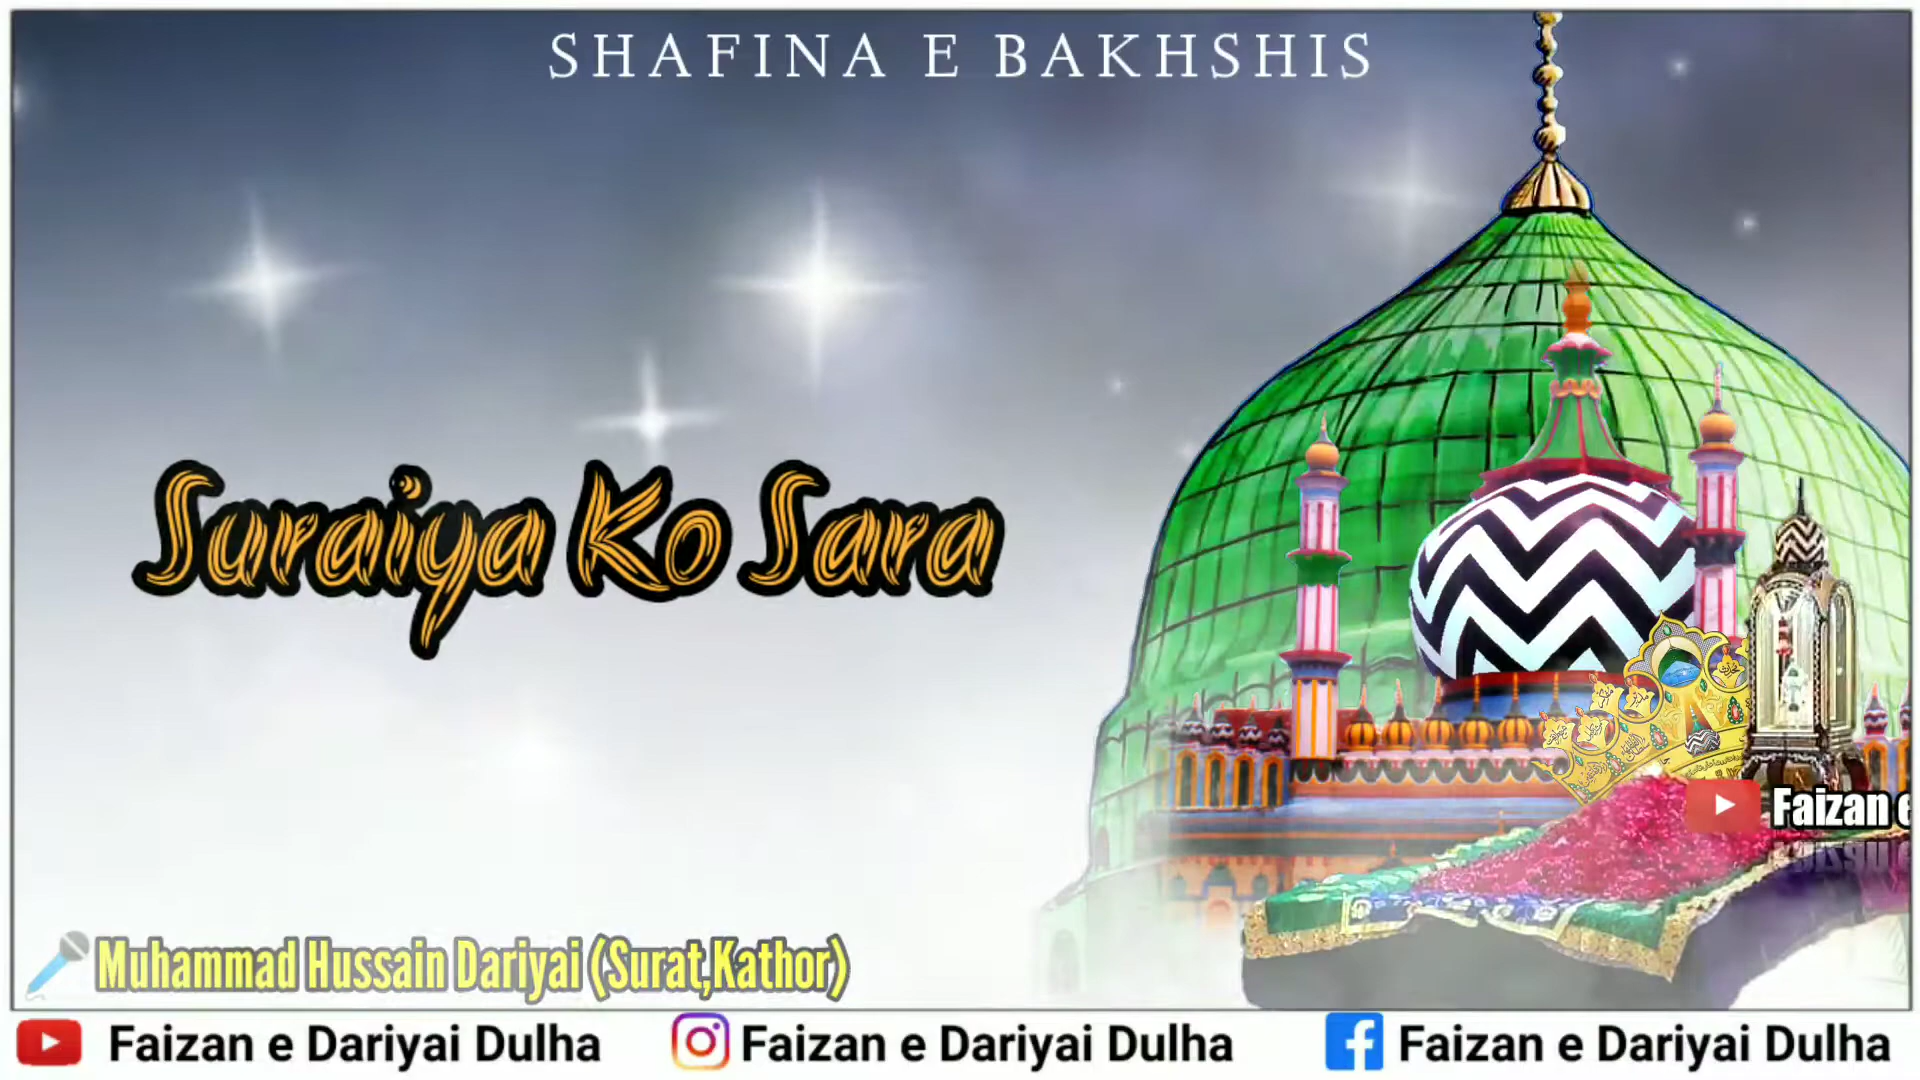 SHAFINA E BAKHSHIS
Suraiya Ko Sara
Faizan e
Muhammad Hussain Dariyai (Surat,Kathor)
Faizan e Dariyai Dulha
Faizan e Dariyai Dulha
Faizan e Dariyai Dulha